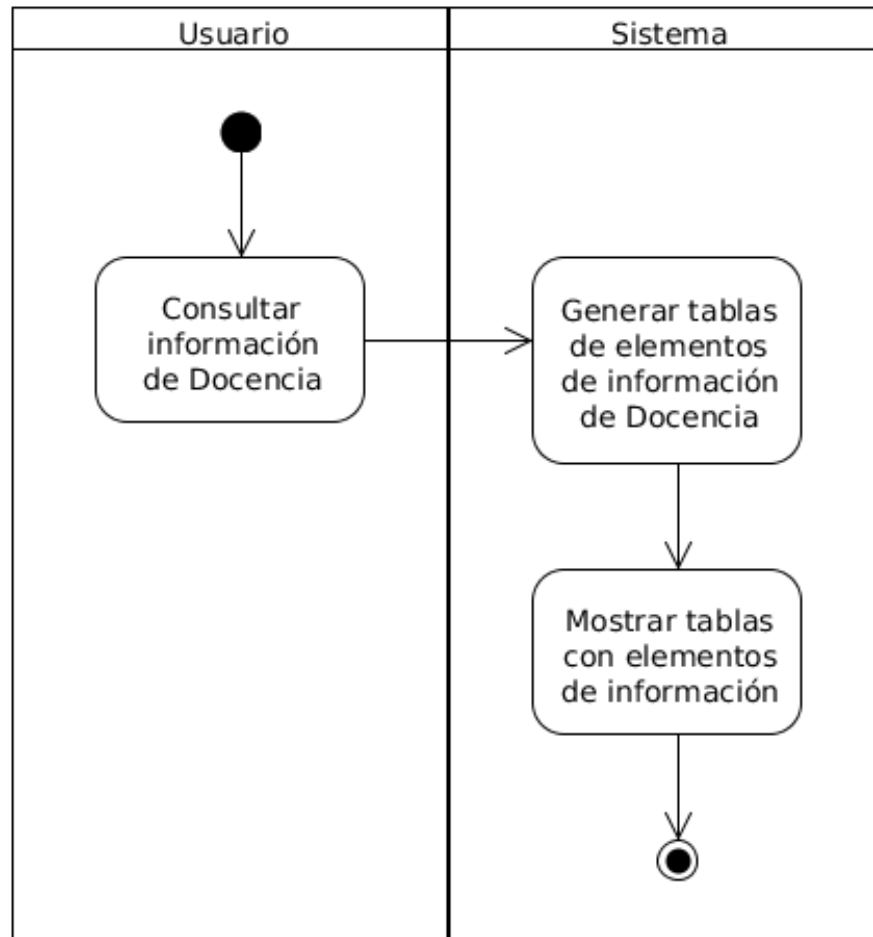 Usuario
Sistema
Consultar
información
de Docencia
Generar tablas
de elementos
de información
de Docencia
Mostrar tablas
con elementos
de información